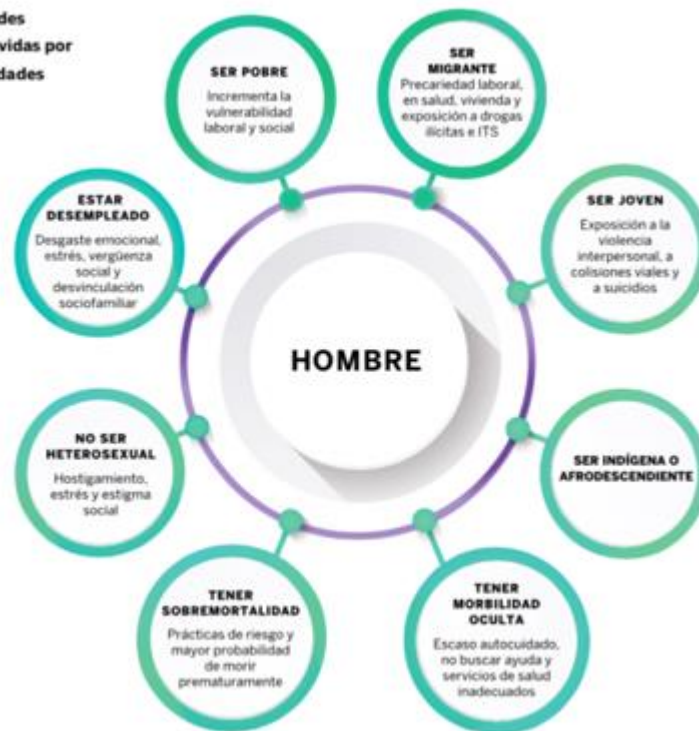 des
vidas por
dades
SER POBRE
Incrementa la
vulnerabilidad
laboral y social
SER
MIGRANTE
Precariedad laboral,
en salud, vivienda y
exposición a drogas
ilícitas e ITS
ESTAR
DESEMPLEADO
Desgaste emocional,
estrés, vergüenza
social y
desvinculación
sociofamiliar
SER JOVEN
Exposición a la
violencia
interpersonal, a
colisiones viales y
a suicidios
HOMBRE
NO SER
HETEROSEXUAL
Hostigamiento,
estrés y estigma
social
SER INDÍGENA O
AFRODESCENDIENTE
TENER
SOBREMORTALIDAD
Prácticas de riesgo y
mayor probabilidad
de morir
prematuramente
TENER
MORBILIDAD
OCULTA
Escaso autocuidado,
no buscar ayuda y
servicios de salud
inadecuados